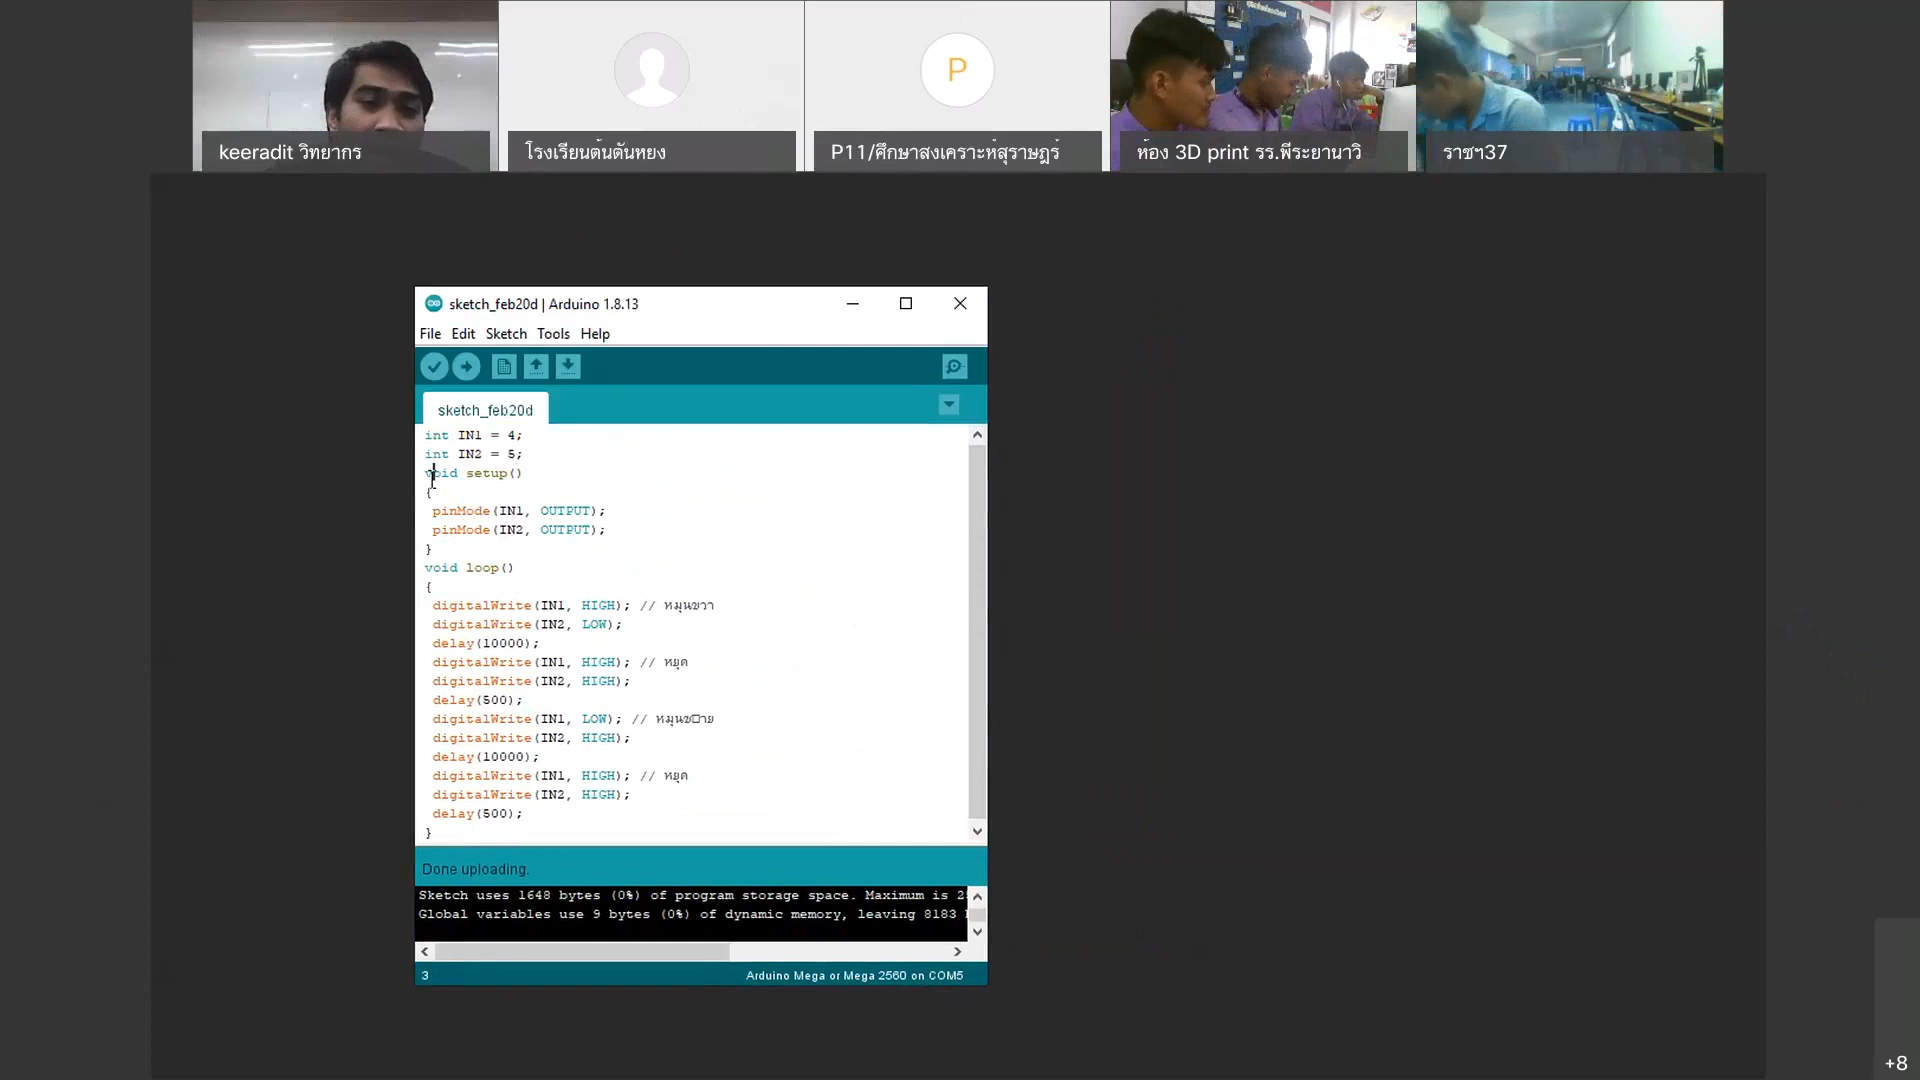 keeradit วิทยากร
โรงเรียนต้นตันหยง
P
P11/ศึกษาสงเคราะห์สุราษฎร์
ห้อง 3D print รร.พีระยานาวิ
ราชฯ37
sketch_feb20d | Arduino 1.8.13
File Edit Sketch Tools Help
sketch_feb20d
int IN1 = 4;
int IN2 = 5;
void setup()
{
pinMode(IN1, OUTPUT);
pinMode(IN2, OUTPUT);
}
void loop()
{
digitalWrite(IN1, HIGH); // หมุนขวา
digitalWrite(IN2, LOW);
delay(10000);
digitalWrite(IN1, HIGH); // หยุด
digitalWrite(IN2, HIGH);
delay(500);
digitalWrite(IN1, LOW); // หมุนซ□าย
digitalWrite(IN2, HIGH);
delay(10000);
digitalWrite(IN1, HIGH); // หยุด
digitalWrite(IN2, HIGH);
delay(500);
}
Done uploading.
Sketch uses 1648 bytes (0%) of program storage space. Maximum is
Global variables use 9 bytes (0%) of dynamic memory, leaving 8183
3
Arduino Mega or Mega 2560 on COM5
+8